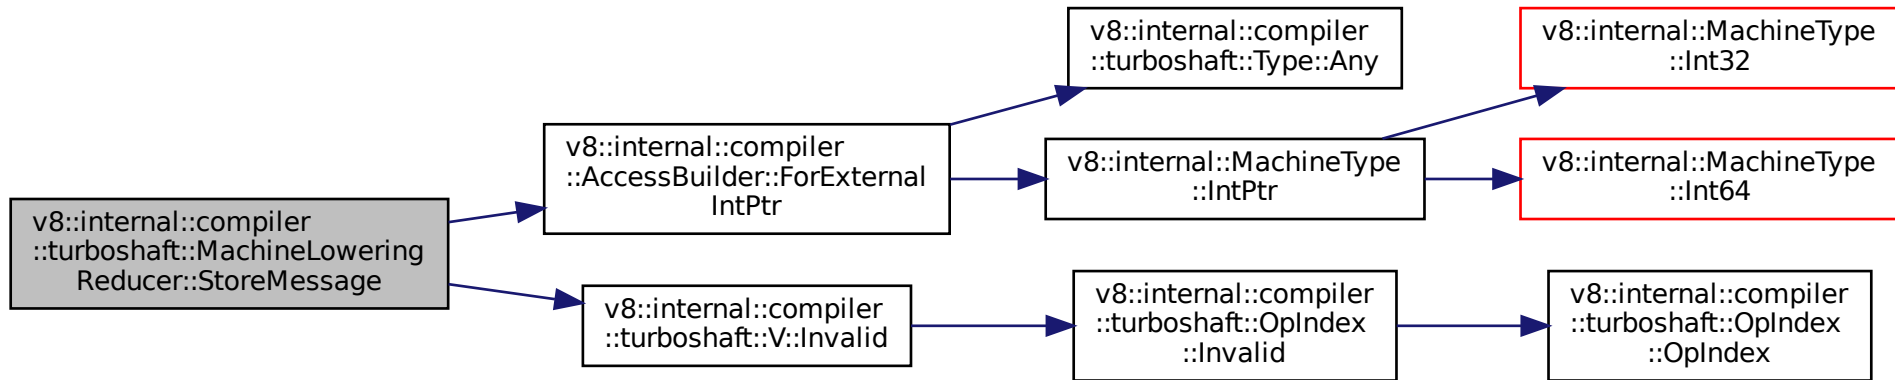 v8::internal::compiler
::turboshaft::MachineLowering
Reducer::StoreMessage
v8::internal::compiler
::AccessBuilder::ForExternal
IntPtr
v8::internal::compiler
::turboshaft::Type::Any
v8::internal::MachineType
::IntPtr
v8::internal::MachineType
::Int32
v8::internal::MachineType
::Int64
v8::internal::compiler
::turboshaft::V::Invalid
v8::internal::compiler
::turboshaft::OpIndex
::Invalid
v8::internal::compiler
::turboshaft::OpIndex
::OpIndex